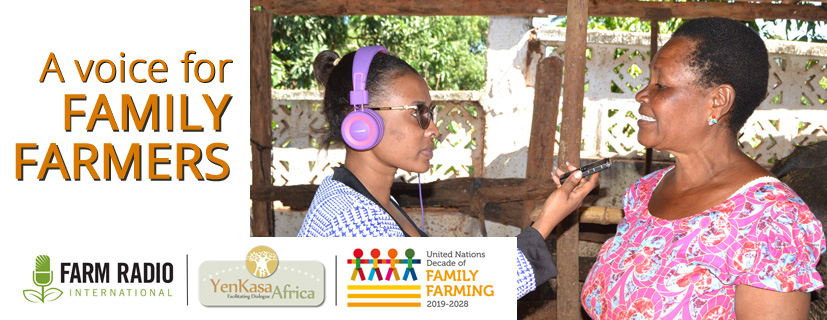 A voice for
FAMILY
FARMERS
FARM RADIO
INTERNATIONAL
YenKasa Africa
Facilitating Dialogue
United Nations
Decade of
FAMILY
FARMING
2019-2028